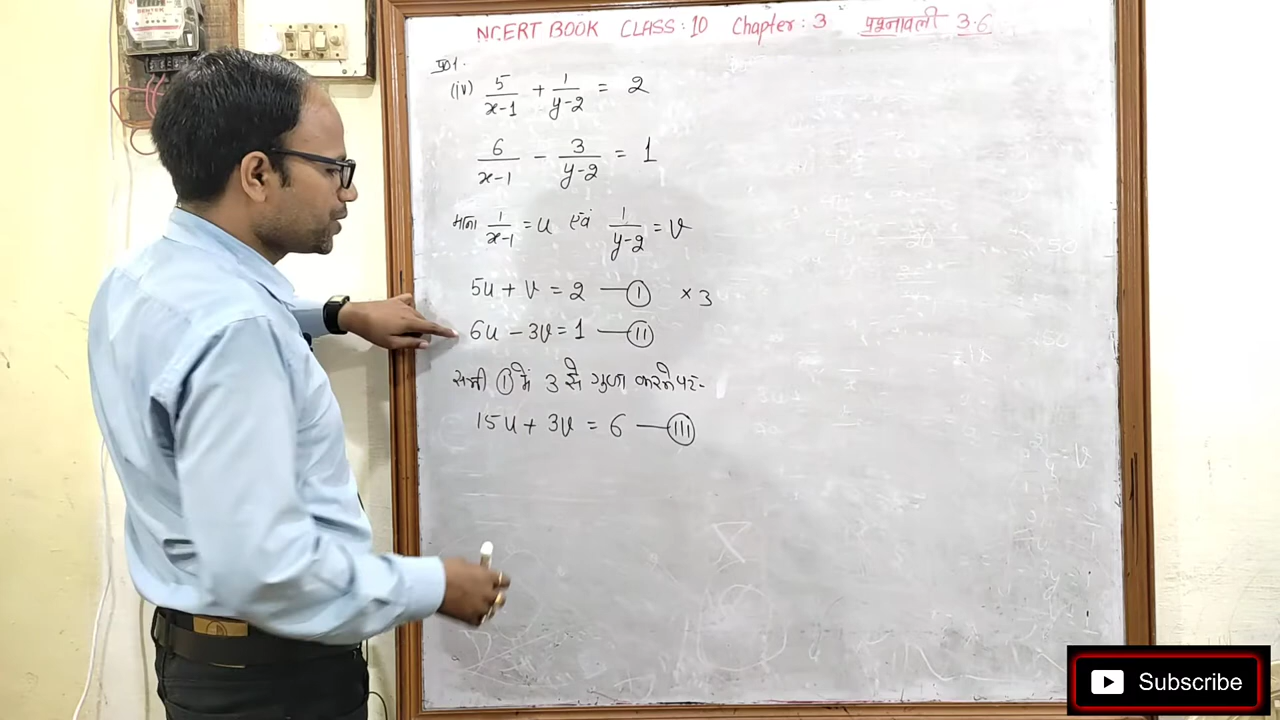 NCERT BOOK CLASS:10 Chapter:3 प्रश्नावली 3.6
प्र01.
(iv) 5/(x-1) + 1/(y-2) = 2
6/(x-1) - 3/(y-2) = 1
माना 1/(x-1) = u एवं 1/(y-2) = v
5u + v = 2 — I × 3
6u - 3v = 1 — II
समी I में 3 से गुणा करने पर-
15u + 3v = 6 — III
Subscribe